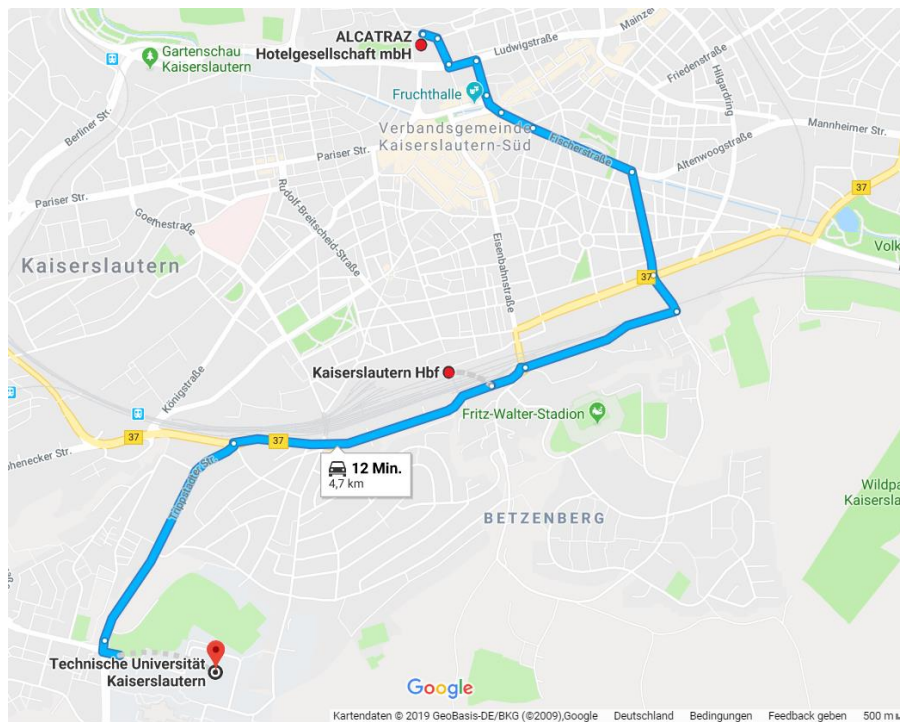 ALCATRAZ
Hotelgesellschaft mbH
Mainzer
Ludwigstraße
Gartenschau
Kaiserslautern
Friedenstraße
Hilgardring
Fruchthalle
Berliner Str.
Verbandsgemeinde
Kaiserslautern-Süd
Mannheimer Str.
Fischerstraße
Pariser Str.
Altenwoogstraße
Rudolf-Breitscheid-Straße
37
Pariser Str.
Goethestraße
Eisenbahnstraße
Volk
Kaiserslautern
37
Kaiserslautern Hbf
Königstraße
Fritz-Walter-Stadion
37
37
henecker Str.
12 Min.
4,7 km
Trippstadter Str.
Wildpa
Kaisersla
BETZENBERG
Technische Universität
Kaiserslautern
Google
Kartendaten © 2019 GeoBasis-DE/BKG (©2009),Google Deutschland Bedingungen Feedback geben 500 m